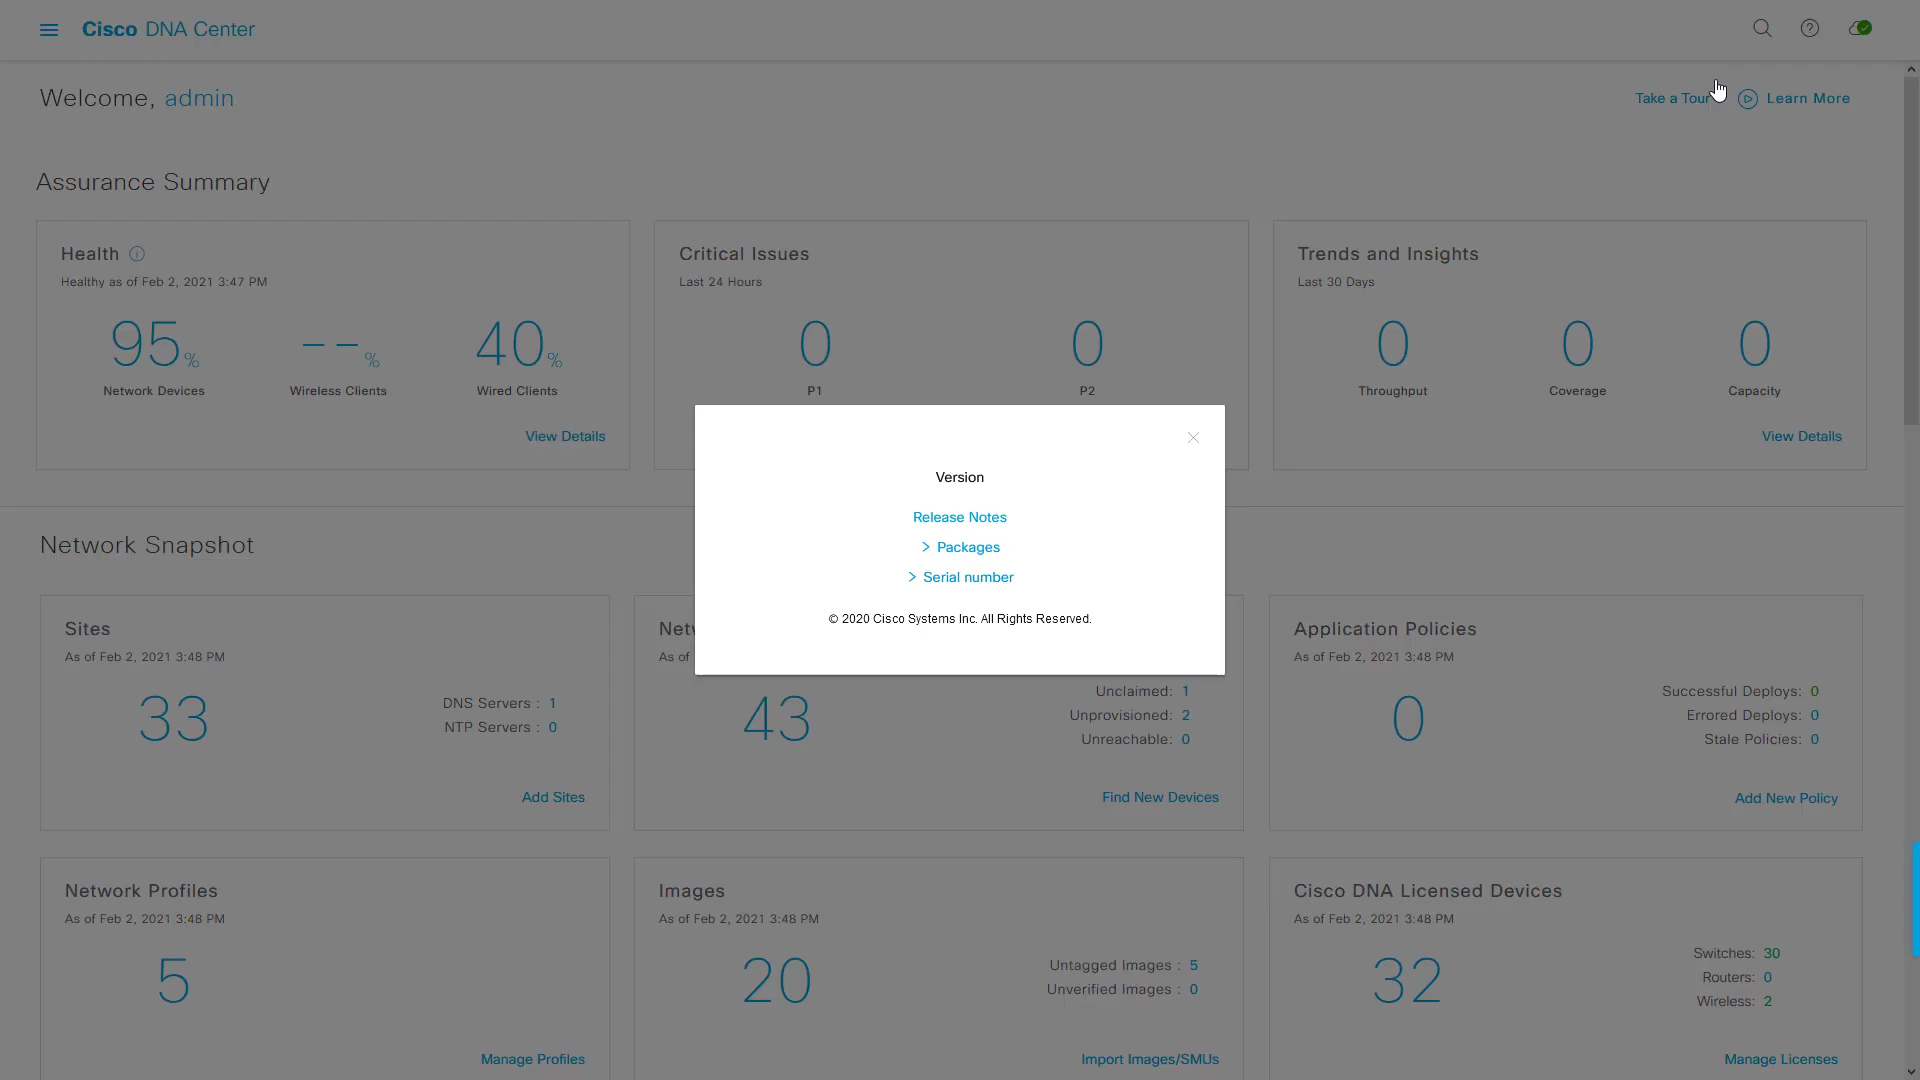 Cisco DNA Center
Welcome, admin
Take a Tour
Learn More
Assurance Summary
Health
Healthy as of Feb 2, 2021 3:47 PM
95%
Network Devices
--%
Wireless Clients
40%
Wired Clients
View Details
Critical Issues
Last 24 Hours
0
P1
0
P2
Trends and Insights
Last 30 Days
0
Throughput
0
Coverage
0
Capacity
View Details
Version
Release Notes
> Packages
> Serial number
© 2020 Cisco Systems Inc. All Rights Reserved.
Network Snapshot
Sites
As of Feb 2, 2021 3:48 PM
33
DNS Servers : 1
NTP Servers : 0
Add Sites
As of
43
Unclaimed: 1
Unprovisioned: 2
Unreachable: 0
Find New Devices
Application Policies
As of Feb 2, 2021 3:48 PM
0
Successful Deploys: 0
Errored Deploys: 0
Stale Policies: 0
Add New Policy
Network Profiles
As of Feb 2, 2021 3:48 PM
5
Manage Profiles
Images
As of Feb 2, 2021 3:48 PM
20
Untagged Images : 5
Unverified Images : 0
Import Images/SMUs
Cisco DNA Licensed Devices
As of Feb 2, 2021 3:48 PM
32
Switches: 30
Routers: 0
Wireless: 2
Manage Licenses